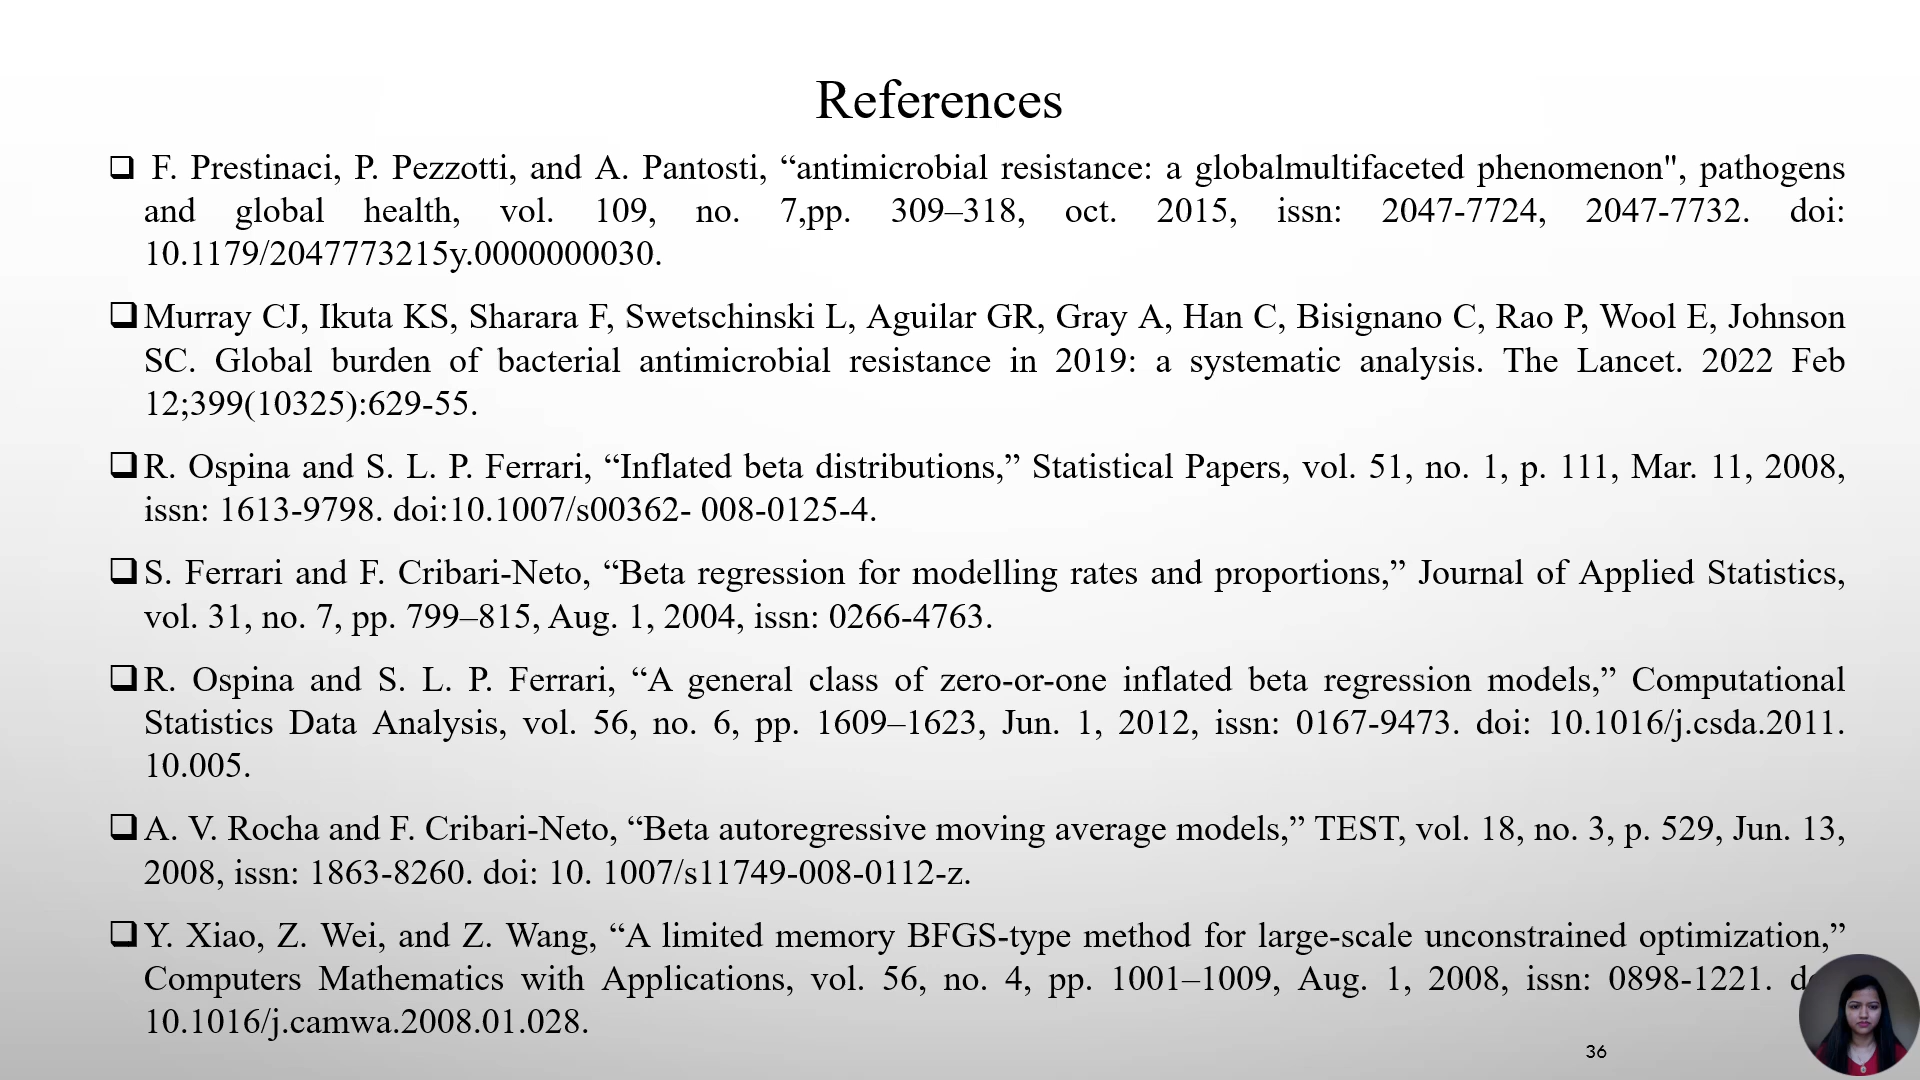 References
F. Prestinaci, P. Pezzotti, and A. Pantosti, “antimicrobial resistance: a globalmultifaceted phenomenon", pathogens
and global health, vol. 109, no. 7,pp. 309–318, oct. 2015, issn: 2047-7724, 2047-7732. doi:
10.1179/2047773215y.0000000030.
Murray CJ, Ikuta KS, Sharara F, Swetschinski L, Aguilar GR, Gray A, Han C, Bisignano C, Rao P, Wool E, Johnson
SC. Global burden of bacterial antimicrobial resistance in 2019: a systematic analysis. The Lancet. 2022 Feb
12;399(10325):629-55.
R. Ospina and S. L. P. Ferrari, “Inflated beta distributions,” Statistical Papers, vol. 51, no. 1, p. 111, Mar. 11, 2008,
issn: 1613-9798. doi:10.1007/s00362- 008-0125-4.
S. Ferrari and F. Cribari-Neto, “Beta regression for modelling rates and proportions,” Journal of Applied Statistics,
vol. 31, no. 7, pp. 799–815, Aug. 1, 2004, issn: 0266-4763.
R. Ospina and S. L. P. Ferrari, “A general class of zero-or-one inflated beta regression models,” Computational
Statistics Data Analysis, vol. 56, no. 6, pp. 1609–1623, Jun. 1, 2012, issn: 0167-9473. doi: 10.1016/j.csda.2011.
10.005.
A. V. Rocha and F. Cribari-Neto, “Beta autoregressive moving average models,” TEST, vol. 18, no. 3, p. 529, Jun. 13,
2008, issn: 1863-8260. doi: 10. 1007/s11749-008-0112-z.
Y. Xiao, Z. Wei, and Z. Wang, “A limited memory BFGS-type method for large-scale unconstrained optimization,”
Computers Mathematics with Applications, vol. 56, no. 4, pp. 1001–1009, Aug. 1, 2008, issn: 0898-1221.
10.1016/j.camwa.2008.01.028.
36